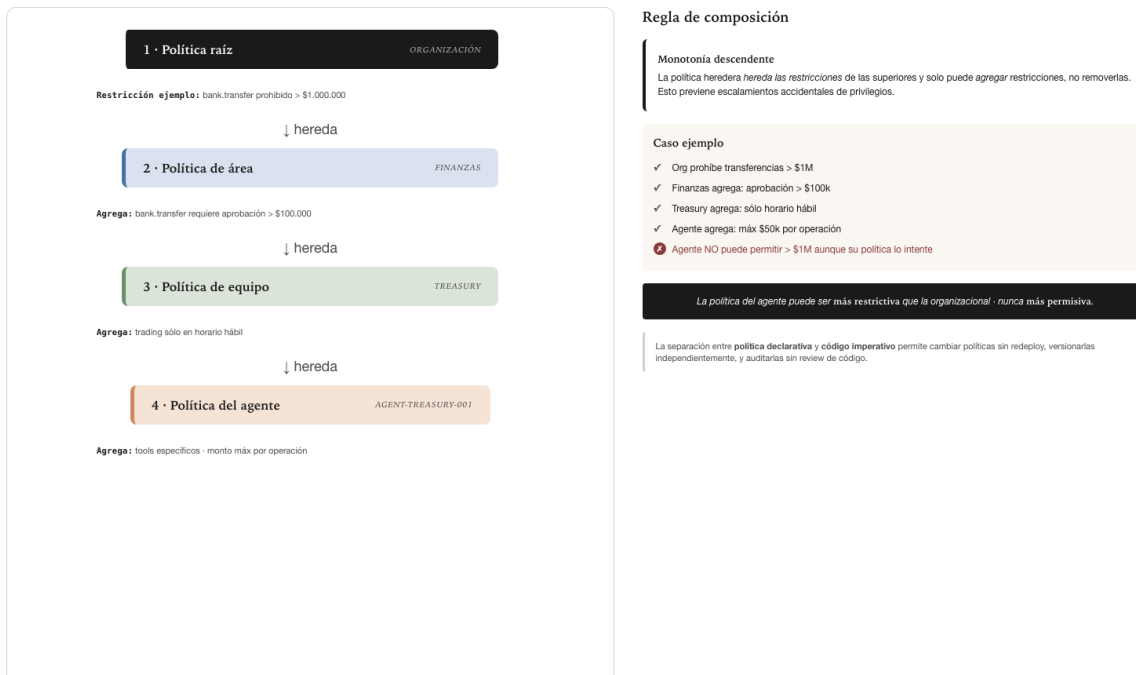 1 · Política raíz
ORGANIZACIÓN
Restricción ejemplo: bank.transfer prohibido > $1.000.000
↓ hereda
2 · Política de área
FINANZAS
Agrega: bank.transfer requiere aprobación > $100.000
↓ hereda
3 · Política de equipo
TREASURY
Agrega: trading sólo en horario hábil
↓ hereda
4 · Política del agente
AGENT-TREASURY-001
Agrega: tools específicos · monto máx por operación
Regla de composición
Monotonía descendente
La política heredera hereda las restricciones de las superiores y solo puede agregar restricciones, no removerlas.
Esto previene escalamientos accidentales de privilegios.
Caso ejemplo
✓ Org prohíbe transferencias > $1M
✓ Finanzas agrega: aprobación > $100k
✓ Treasury agrega: sólo horario hábil
✓ Agente agrega: máx $50k por operación
✗ Agente NO puede permitir > $1M aunque su política lo intente
La política del agente puede ser más restrictiva que la organizacional · nunca más permisiva.
La separación entre política declarativa y código imperativo permite cambiar políticas sin redeploy, versionarlas
independientemente, y auditarlas sin review de código.